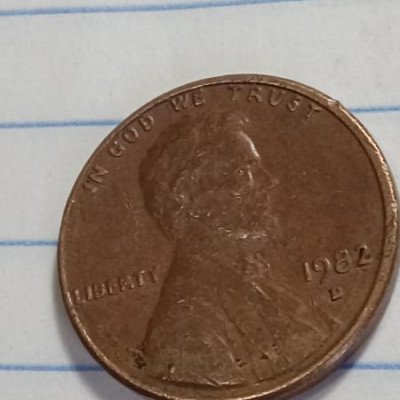 IN GOD WE TRUST
LIBERTY
1982
D